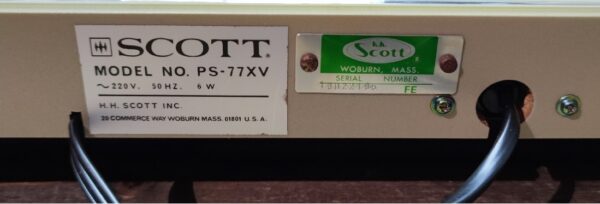 SCOTT
MODEL NO. PS-77XV
~220V. 50HZ. 6W
H.H. SCOTT INC.
20 COMMERCE WAY WOBURN MASS. 01801 U.S.A.
H.H.
Scott
R
WOBURN, MASS.
SERIAL NUMBER
FE